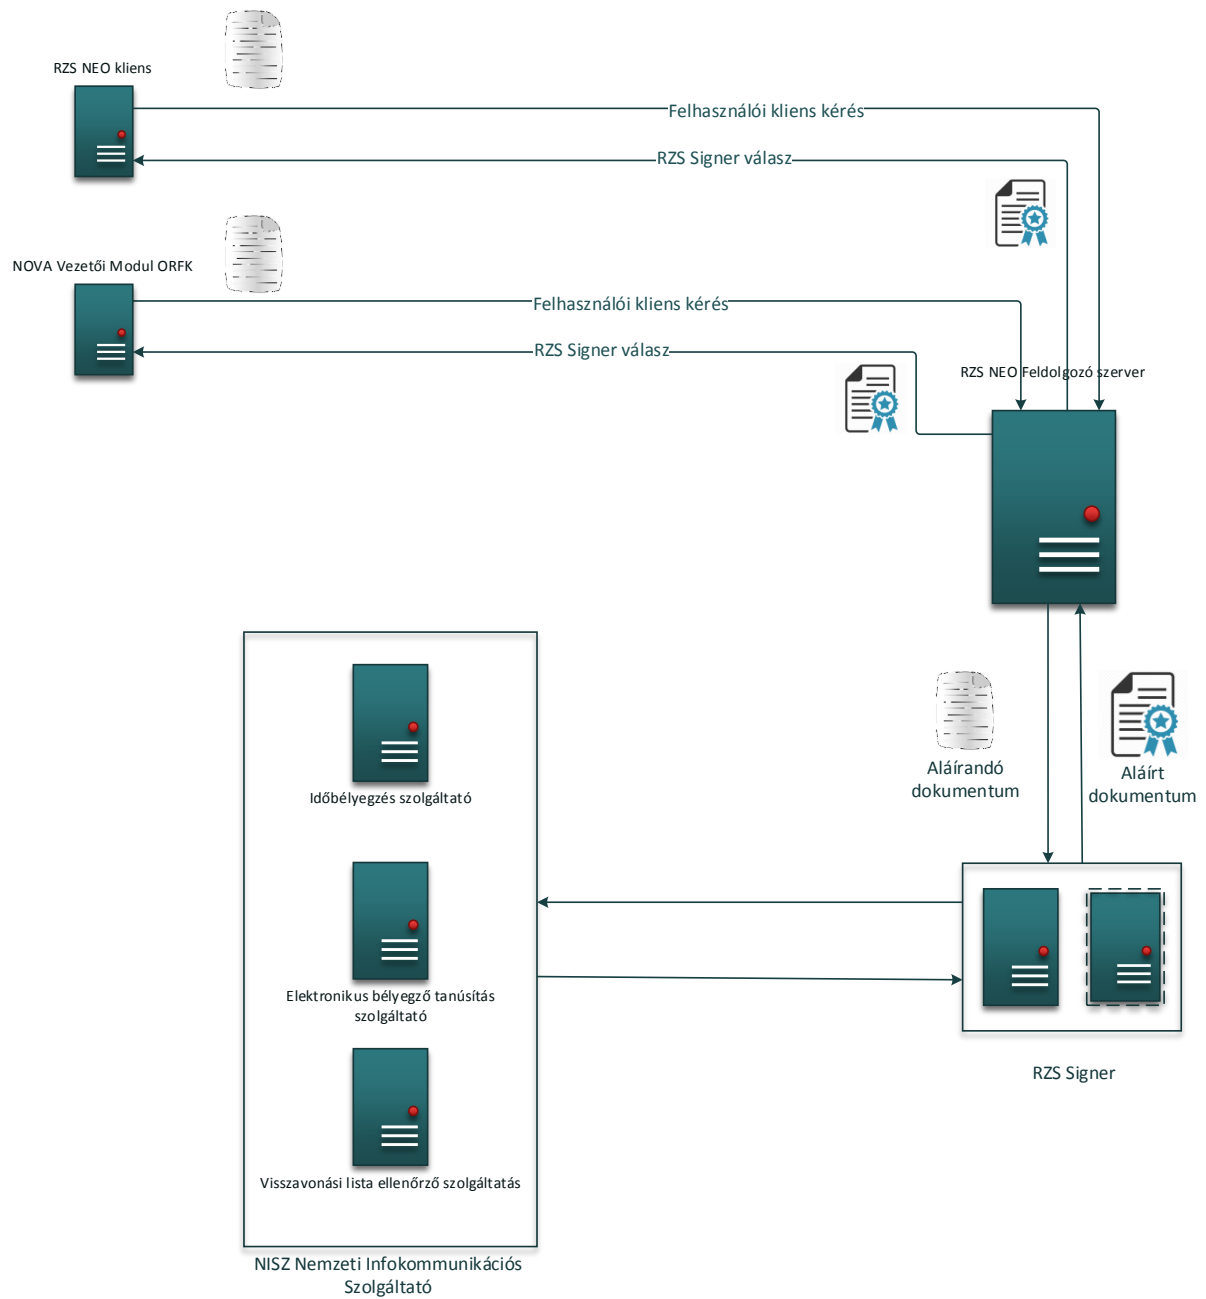 RZS NEO kliens
Felhasználói kliens kérés
RZS Signer válasz
NOVA Vezetői Modul ORFK
Felhasználói kliens kérés
RZS Signer válasz
RZS NEO Feldolgozó szerver
Aláírandó
dokumentum
Aláírt
dokumentum
Időbélyegzés szolgáltató
Elektronikus bélyegző tanúsítás
szolgáltató
Visszavonási lista ellenőrző szolgáltatás
RZS Signer
NISZ Nemzeti Infokommunikációs
Szolgáltató